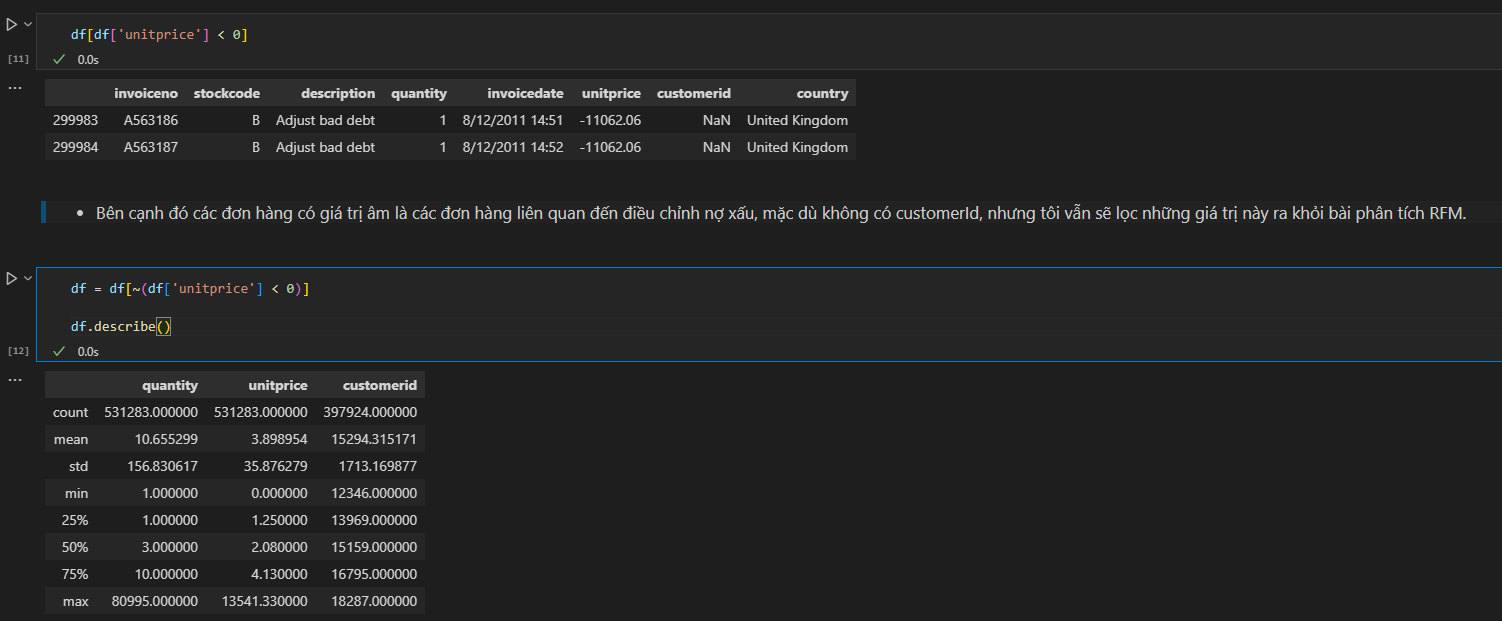 df[df['unitprice'] < 0]
[11] 0.0s
...
invoiceno stockcode description quantity invoicedate unitprice customerid country
299983 A563186 B Adjust bad debt 1 8/12/2011 14:51 -11062.06 NaN United Kingdom
299984 A563187 B Adjust bad debt 1 8/12/2011 14:52 -11062.06 NaN United Kingdom
• Bên cạnh đó các đơn hàng có giá trị âm là các đơn hàng liên quan đến điều chỉnh nợ xấu, mặc dù không có customerId, nhưng tôi vẫn sẽ lọc những giá trị này ra khỏi bài phân tích RFM.
df = df[~(df['unitprice'] < 0)]
df.describe()
[12] 0.0s
...
quantity unitprice customerid
count 531283.000000 531283.000000 397924.000000
mean 10.655299 3.898954 15294.315171
std 156.830617 35.876279 1713.169877
min 1.000000 0.000000 12346.000000
25% 1.000000 1.250000 13969.000000
50% 3.000000 2.080000 15159.000000
75% 10.000000 4.130000 16795.000000
max 80995.000000 13541.330000 18287.000000